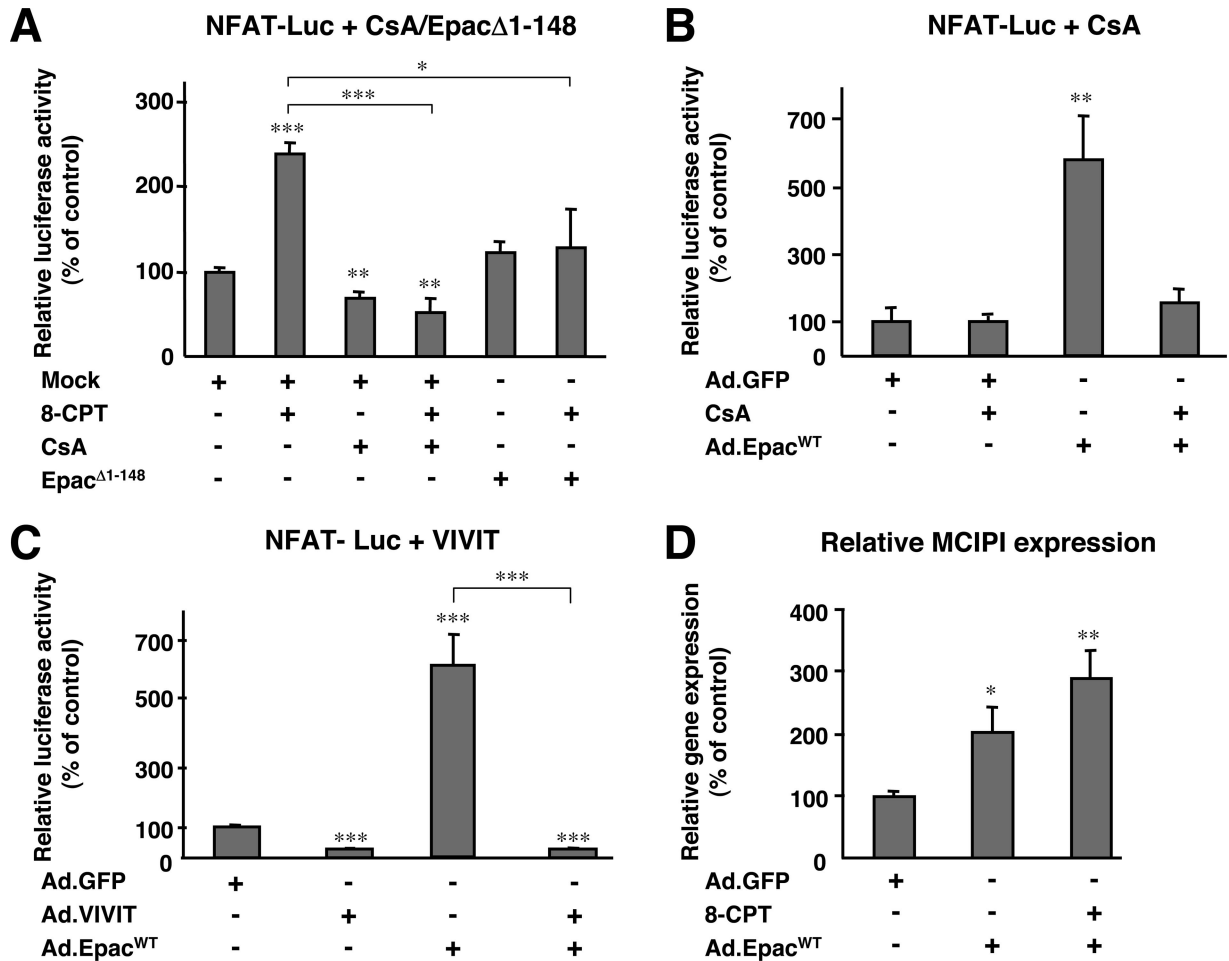 A
NFAT-Luc + CsA/EpacΔ1-148
Relative luciferase activity
(% of control)
300
200
100
0
*
***
***
**
**
Mock + + + + - -
8-CPT - + - + - +
CsA - - + + - -
EpacΔ1-148 - - - - + +
B
NFAT-Luc + CsA
Relative luciferase activity
(% of control)
700
500
300
100
0
**
Ad.GFP + + - -
CsA - + - +
Ad.EpacWT - - + +
C
NFAT- Luc + VIVIT
Relative luciferase activity
(% of control)
700
500
300
100
0
***
***
***
***
Ad.GFP + - - -
Ad.VIVIT - + - +
Ad.EpacWT - - + +
D
Relative MCIPI expression
Relative gene expression
(% of control)
400
300
200
100
0
*
**
Ad.GFP + - -
8-CPT - - +
Ad.EpacWT - + +